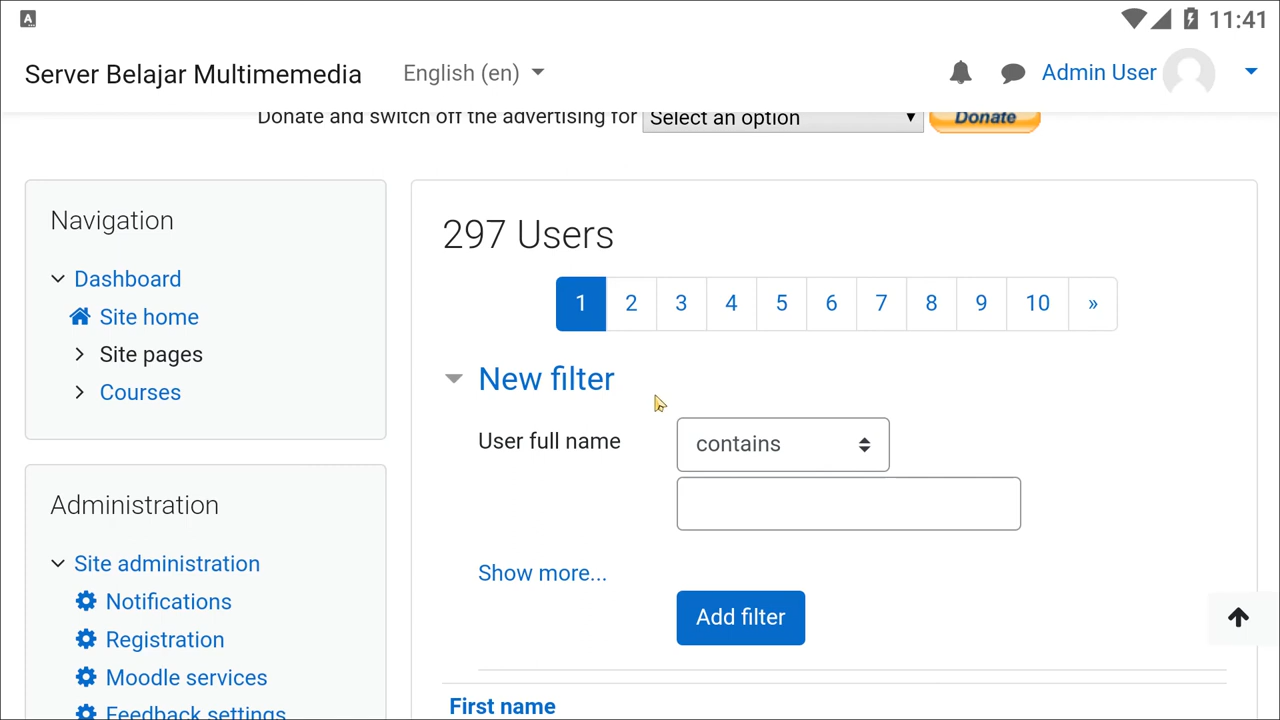 A
11:41
Server Belajar Multimemedia
English (en)
Admin User
Donate and switch off the advertising for Select an option Donate
Navigation
Dashboard
Site home
Site pages
Courses
Administration
Site administration
Notifications
Registration
Moodle services
Feedback settings
297 Users
1 2 3 4 5 6 7 8 9 10 »
New filter
User full name contains
Show more...
Add filter
First name